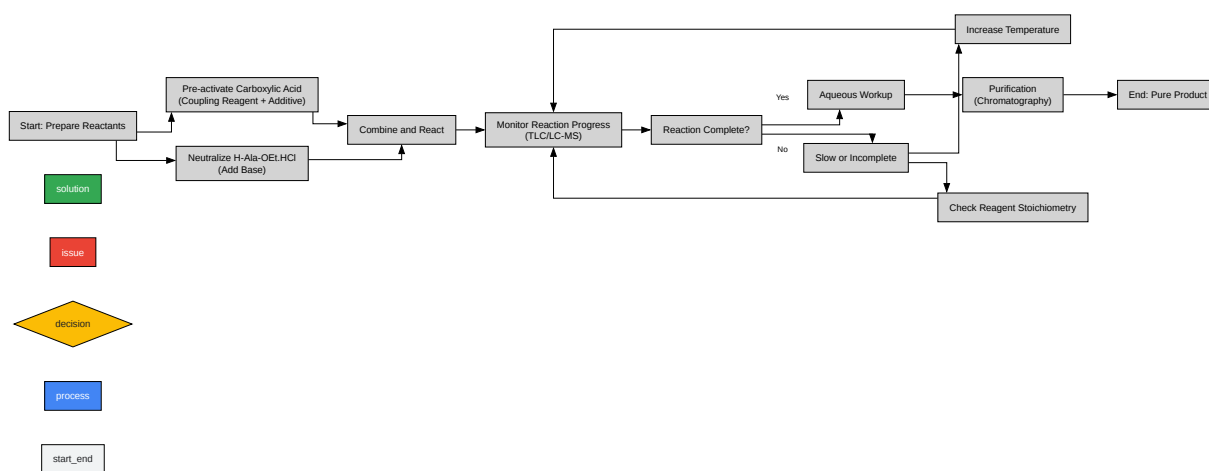 Start: Prepare Reactants
Pre-activate Carboxylic Acid
(Coupling Reagent + Additive)
Neutralize H-Ala-OEt.HCl
(Add Base)
Combine and React
Monitor Reaction Progress
(TLC/LC-MS)
Reaction Complete?
Yes
No
Aqueous Workup
Slow or Incomplete
Increase Temperature
Purification
(Chromatography)
Check Reagent Stoichiometry
End: Pure Product
solution
issue
decision
process
start_end